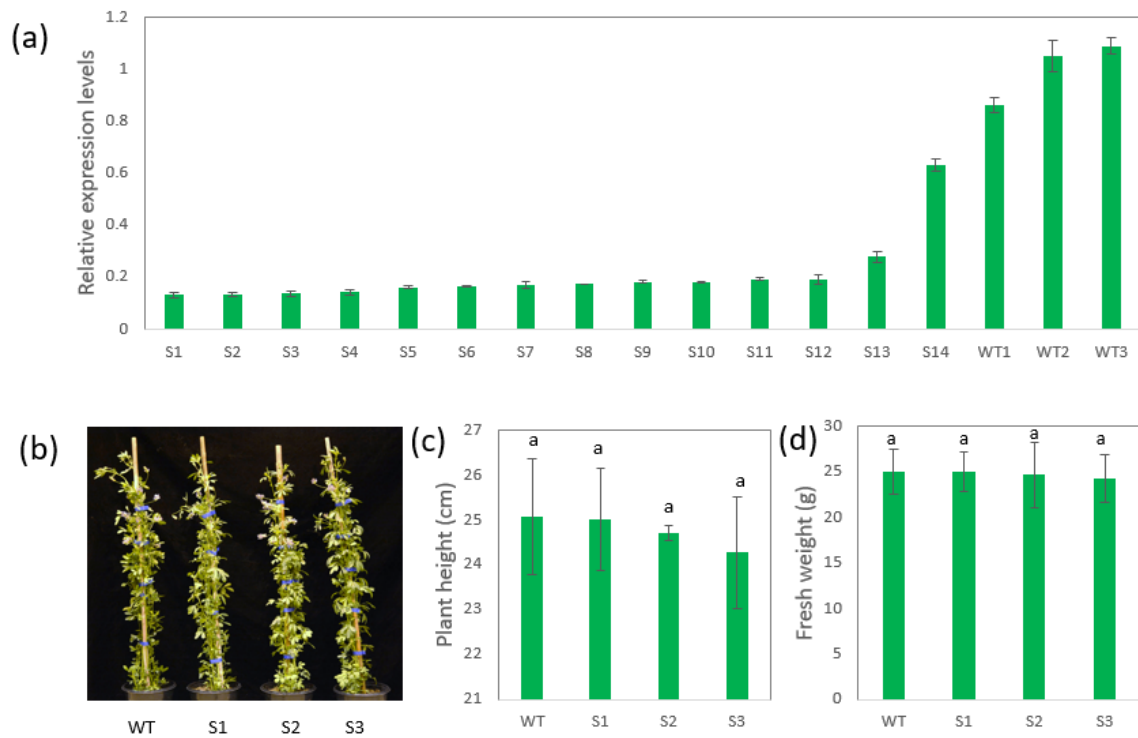 (a)
Relative expression levels
1.2
1
0.8
0.6
0.4
0.2
0
S1 S2 S3 S4 S5 S6 S7 S8 S9 S10 S11 S12 S13 S14 WT1 WT2 WT3
(b)
WT S1 S2 S3
(c)
Plant height (cm)
27
26
25
24
23
22
21
a a a a
WT S1 S2 S3
(d)
Fresh weight (g)
30
25
20
15
10
5
0
a a a a
WT S1 S2 S3